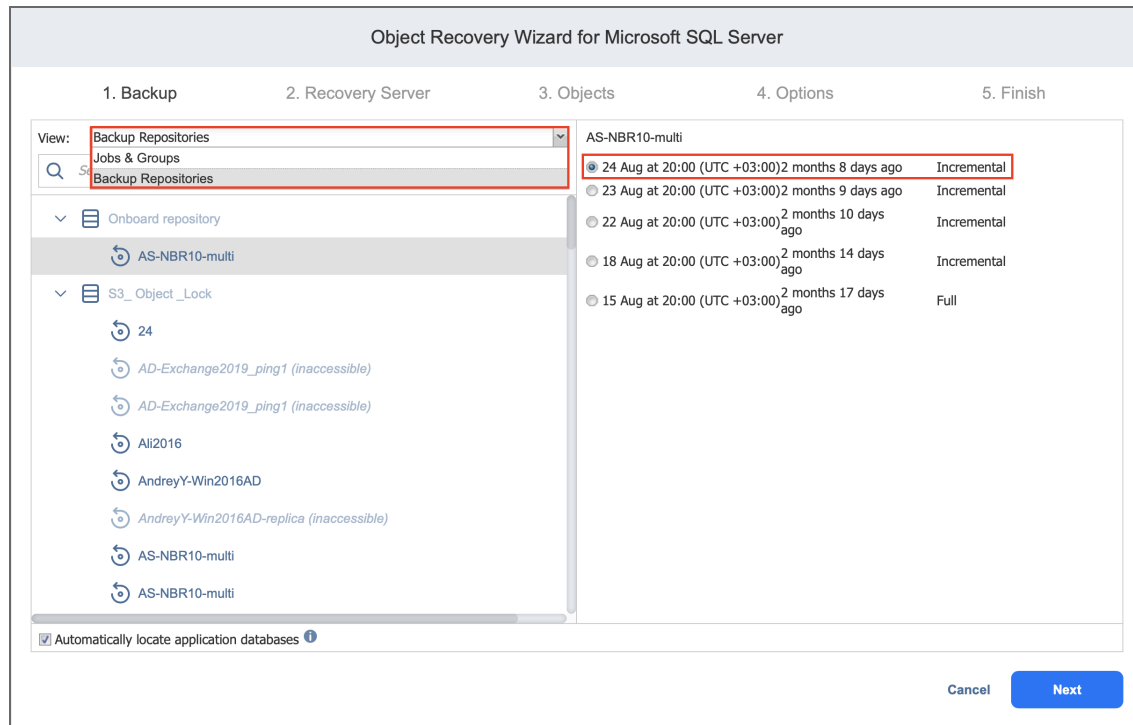 Object Recovery Wizard for Microsoft SQL Server
1. Backup 2. Recovery Server 3. Objects 4. Options 5. Finish
View: Backup Repositories
Jobs & Groups
Backup Repositories
Onboard repository
AS-NBR10-multi
S3_ Object _Lock
24
AD-Exchange2019_ping1 (inaccessible)
AD-Exchange2019_ping1 (inaccessible)
Ali2016
AndreyY-Win2016AD
AndreyY-Win2016AD-replica (inaccessible)
AS-NBR10-multi
AS-NBR10-multi
AS-NBR10-multi
24 Aug at 20:00 (UTC +03:00) 2 months 8 days ago Incremental
23 Aug at 20:00 (UTC +03:00) 2 months 9 days ago Incremental
22 Aug at 20:00 (UTC +03:00) 2 months 10 days ago Incremental
18 Aug at 20:00 (UTC +03:00) 2 months 14 days ago Incremental
15 Aug at 20:00 (UTC +03:00) 2 months 17 days ago Full
Automatically locate application databases
Cancel Next